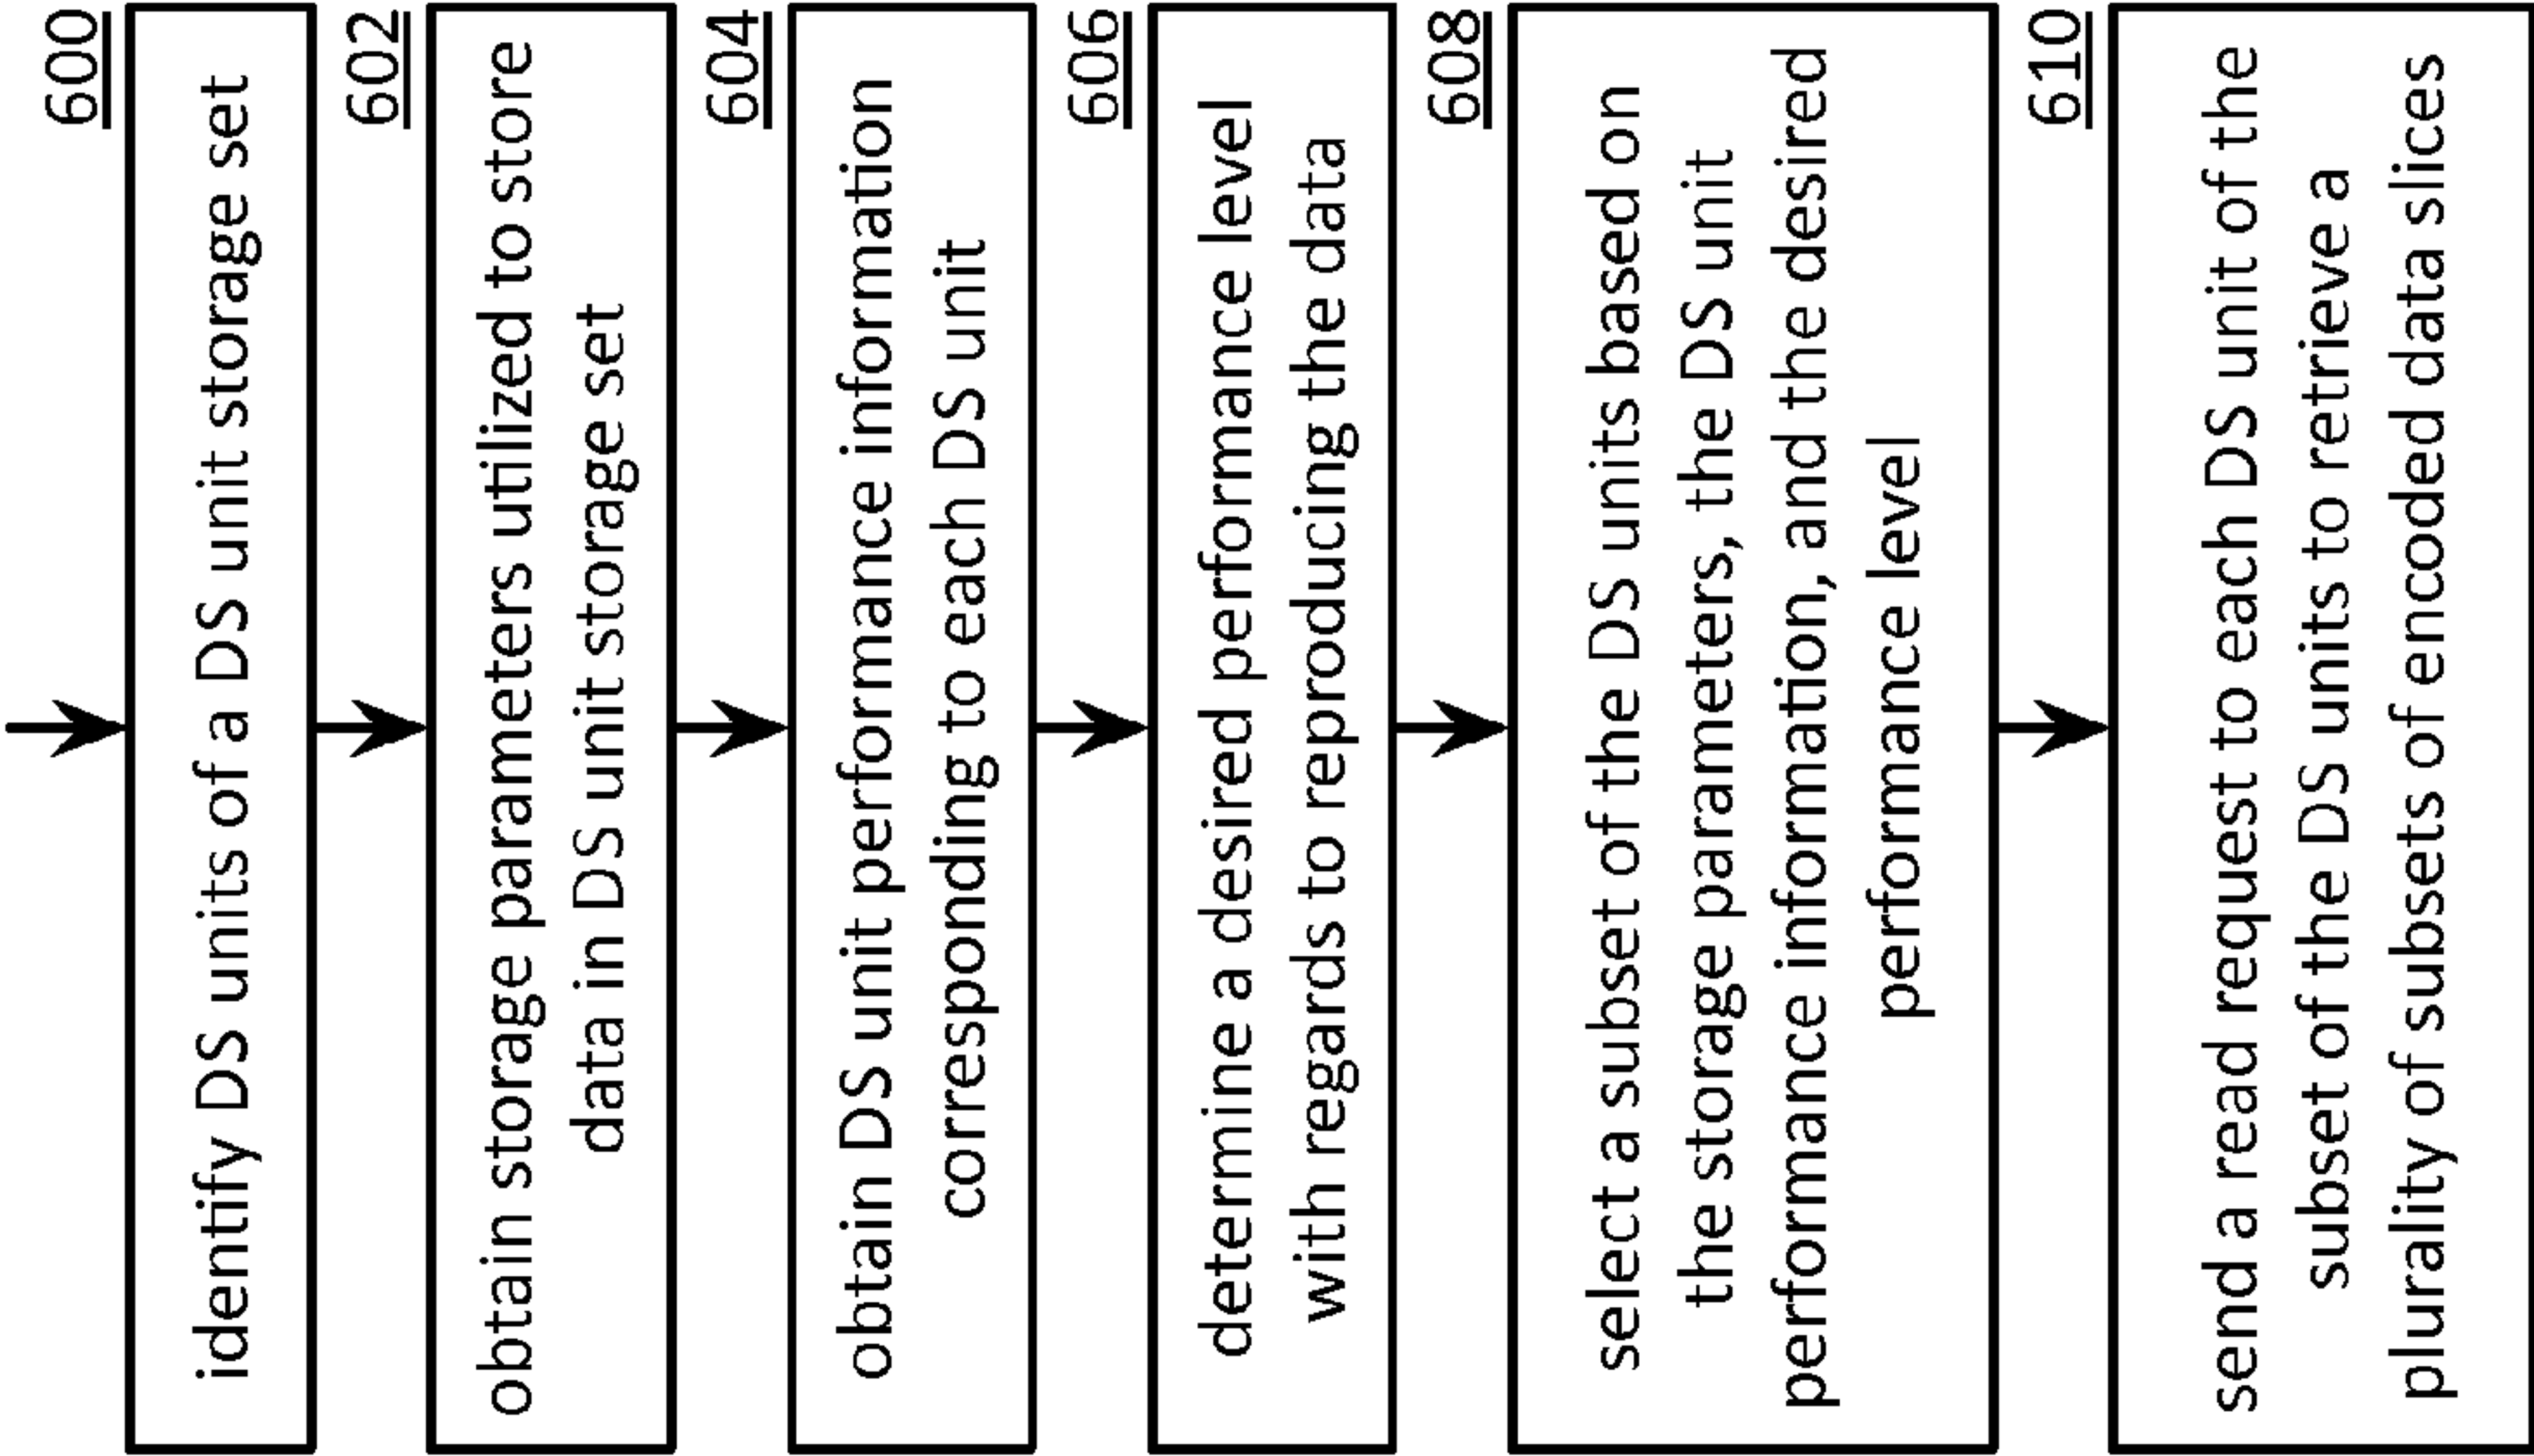 600
identify DS units of a DS unit storage set
602
obtain storage parameters utilized to store
data in DS unit storage set
604
obtain DS unit performance information
corresponding to each DS unit
606
determine a desired performance level
with regards to reproducing the data
608
select a subset of the DS units based on
the storage parameters, the DS unit
performance information, and the desired
performance level
610
send a read request to each DS unit of the
subset of the DS units to retrieve a
plurality of subsets of encoded data slices